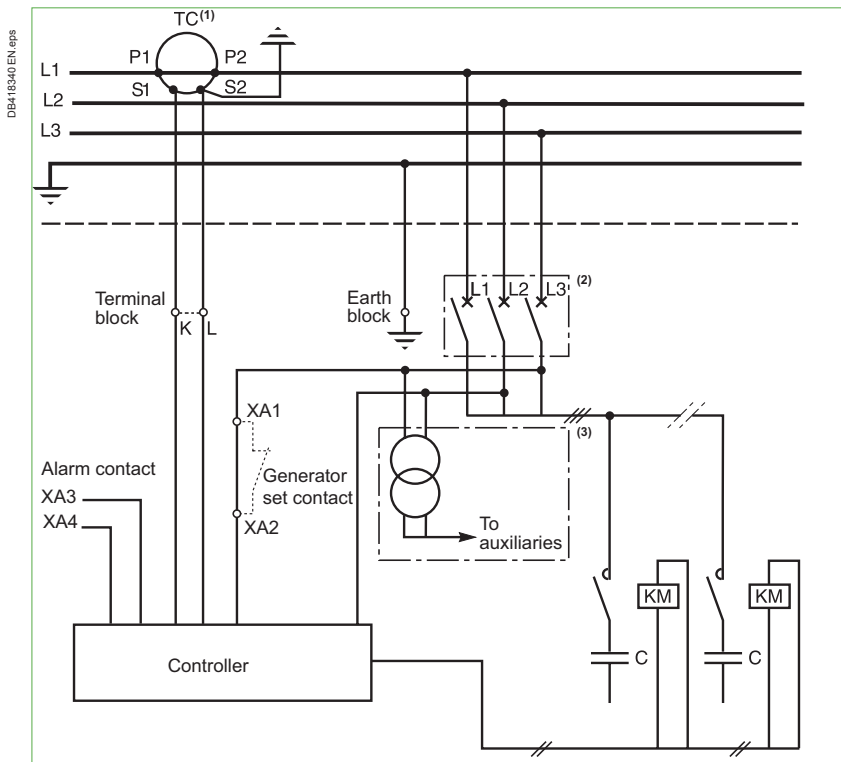 DB418340 EN.eps
TC(1)
P1
P2
L1
S1
S2
L2
L3
L1
L2
L3
(2)
Terminal
block
K
L
Earth
block
XA1
(3)
Alarm contact
Generator
set contact
XA3
XA4
XA2
To
auxiliaries
KM
KM
C
C
Controller